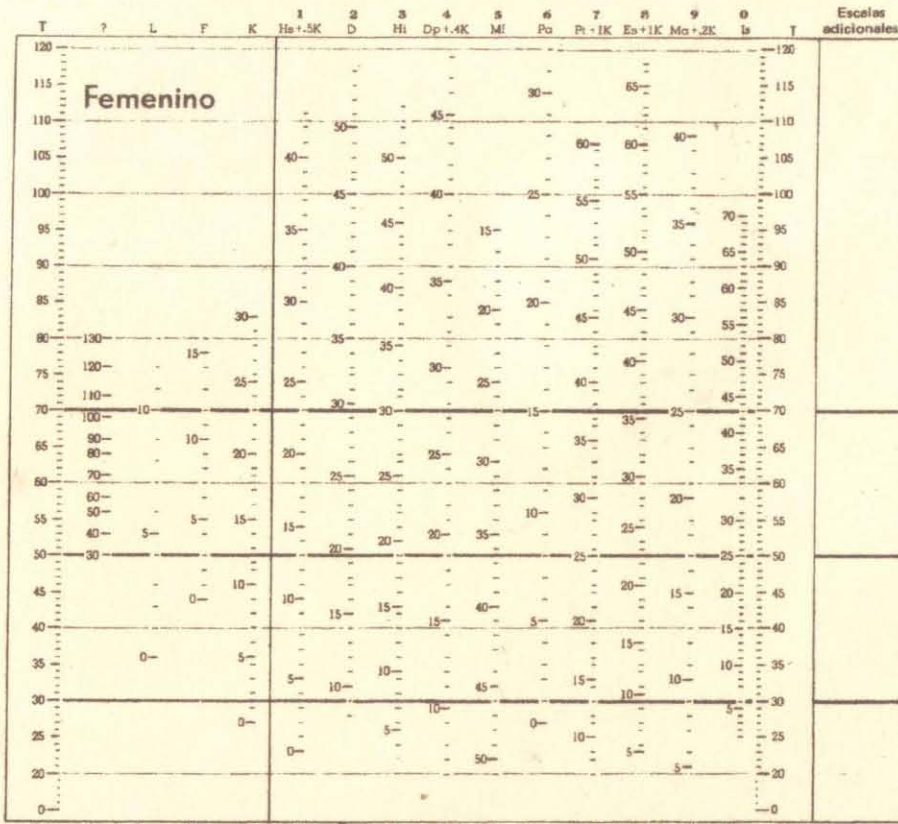 1 2 3 4 5 6 7 8 9 0 Escalas
T ? L F K Hs+.5K D Hi Dp+.4K Mf Pa Pt+1K Es+1K Ma+.2K Is T adicionales
120 120
115 30 65 115
Femenino
45
110 50 110
40
60 60
105 40 50 105
100 45 40 25 55 100
55
70
95 35 45 15 35 95
50 65
50
90 40 90
35
40 60
85 30 20 85
20
30 45 45 30 55
80 130 35 80
35
15 50
120 30 40
75 25 25 25 40 75
110 45
30
70 10 30 15 25 70
100 35
40
90 10 35
65 80 20 20 25 65
30 35
70 25 25 30
60 60
60 30 20
55 50 5 15 10 30 55
40 5 15 20 35 25
20
50 30 20 25 25 50
10 20
45 0 10 15 20 45
15 40
15 15 5 20
40 15 40
15
35 0 5 10 35
5 10 15 10
10 45 10
30 30
10 5
0 0
25 5 10 25
0 50 5
5
20 20
0 0